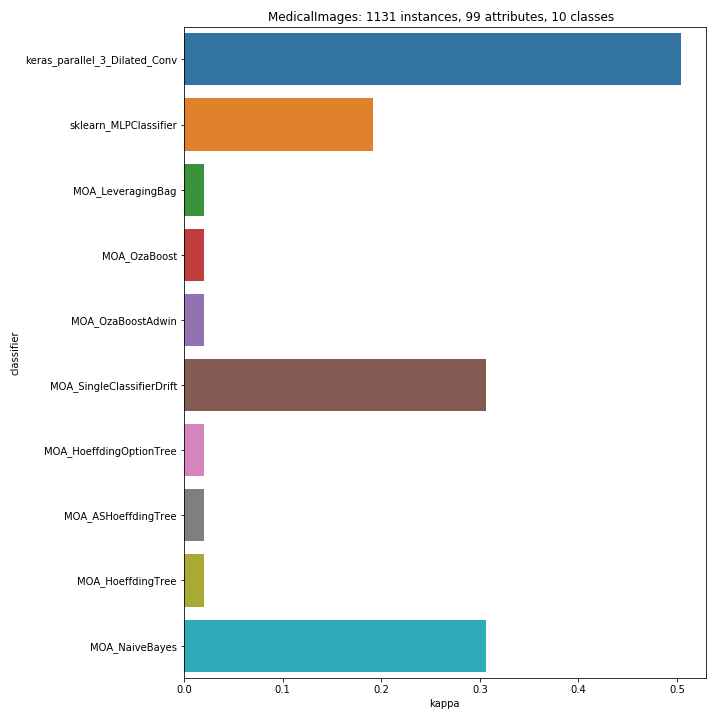 MedicalImages: 1131 instances, 99 attributes, 10 classes
keras_parallel_3_Dilated_Conv
sklearn_MLPClassifier
MOA_LeveragingBag
MOA_OzaBoost
MOA_OzaBoostAdwin
classifier
MOA_SingleClassifierDrift
MOA_HoeffdingOptionTree
MOA_ASHoeffdingTree
MOA_HoeffdingTree
MOA_NaiveBayes
0.0 0.1 0.2 0.3 0.4 0.5
kappa